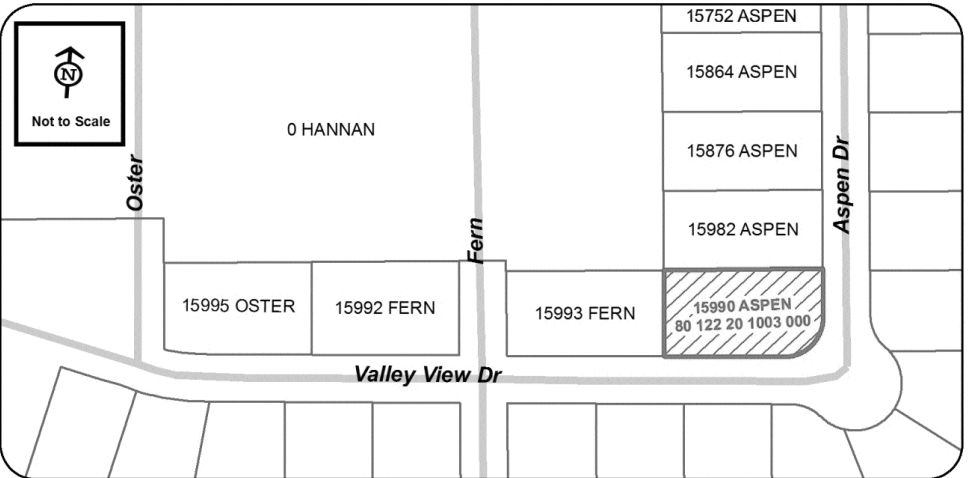 N
Not to Scale
15752 ASPEN
15864 ASPEN
0 HANNAN
15876 ASPEN
Oster
Aspen Dr
15982 ASPEN
Fern
15995 OSTER
15992 FERN
15993 FERN
15990 ASPEN
80 122 20 1003 000
Valley View Dr